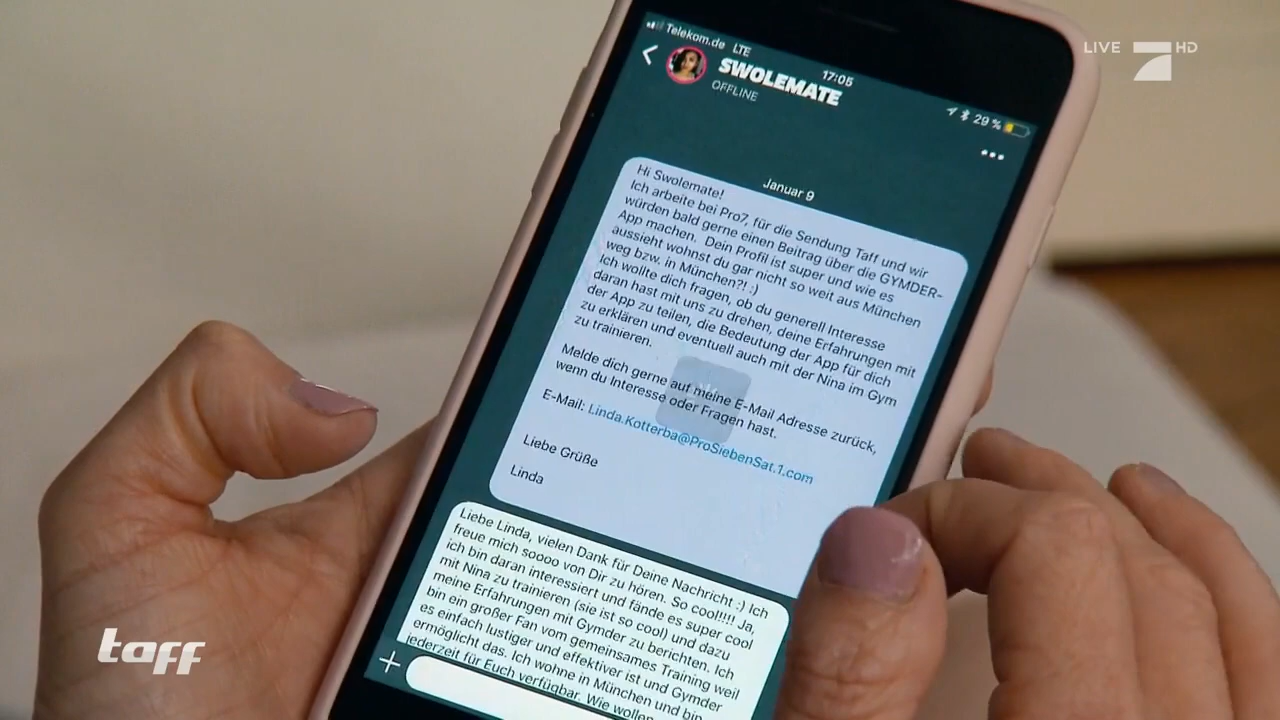 LIVE HD
Telekom.de LTE
17:05
29 %
SWOLEMATE
OFFLINE
Januar 9
Hi Swolemate!
Ich arbeite bei Pro7, für die Sendung Taff und wir
würden bald gerne einen Beitrag über die GYMDER-
App machen. Dein Profil ist super und wie es
aussieht wohnst du gar nicht so weit aus München
weg bzw. in München?! :)
Ich wollte dich fragen, ob du generell Interesse
daran hast mit uns zu drehen, deine Erfahrungen mit
der App zu teilen, die Bedeutung der App für dich
zu erklären und eventuell auch mit der Nina im Gym
zu trainieren.
Melde dich gerne auf meine E-Mail Adresse zurück,
wenn du Interesse oder Fragen hast.
E-Mail: Linda.Kotterba@ProSiebenSat.1.com
Liebe Grüße
Linda
Liebe Linda, vielen Dank für Deine Nachricht :) Ich
freue mich soooo von Dir zu hören. So cool!!!! Ja,
ich bin daran interessiert und fände es super cool
mit Nina zu trainieren (sie ist so cool) und dazu
meine Erfahrungen mit Gymder zu berichten. Ich
bin ein großer Fan vom gemeinsames Training weil
es einfach lustiger und effektiver ist und Gymder
ermöglicht das. Ich wohne in München und bin
jederzeit für Euch verfügbar. Wie wollen
taff